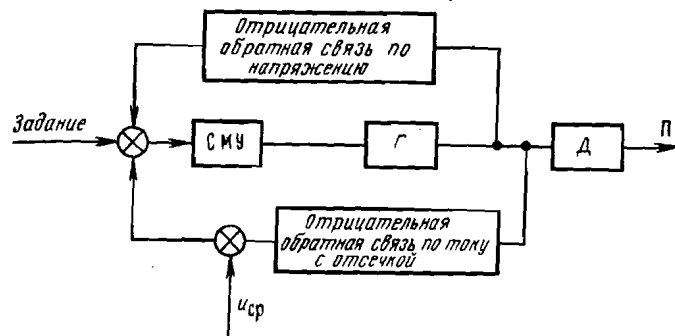 Отрицательная
обратная связь по
напряжению
Задание
СМУ
Г
Д
П
Отрицательная
обратная связь по току
с отсечкой
uср